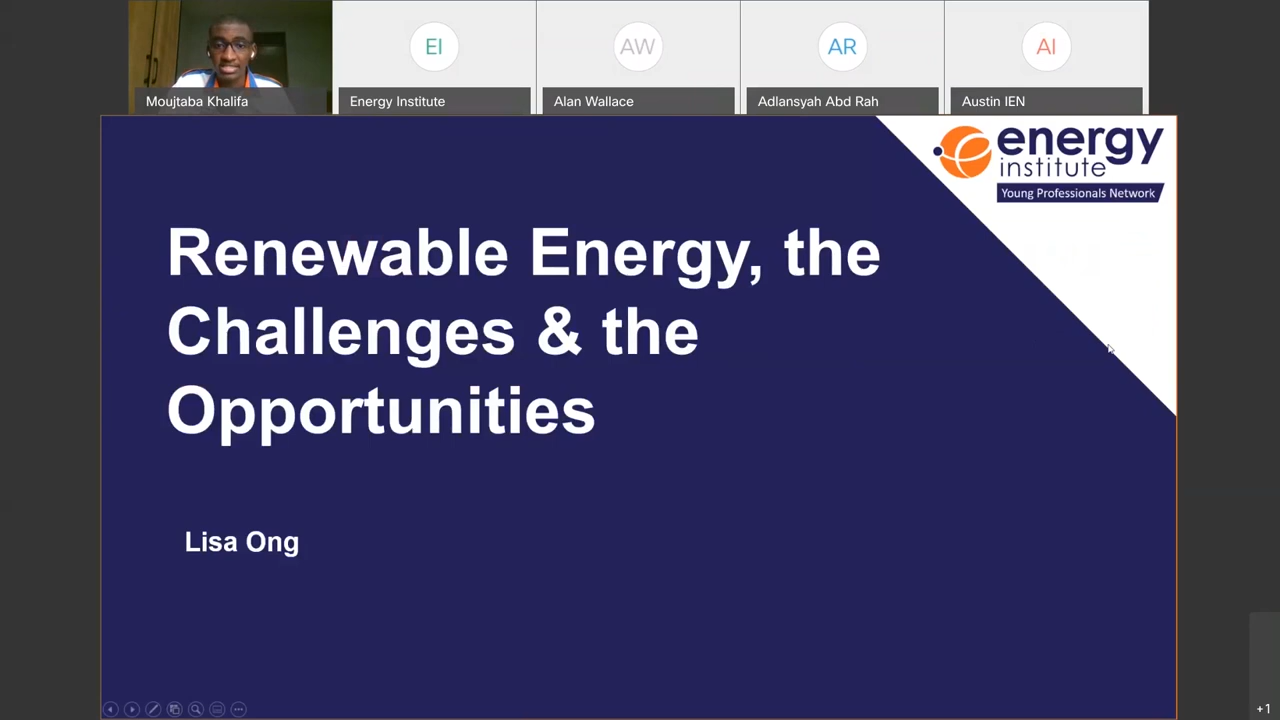 EI
AW
AR
AI
Moujtaba Khalifa
Energy Institute
Alan Wallace
Adlansyah Abd Rah
Austin IEN
energy
institute
Young Professionals Network
Renewable Energy, the
Challenges & the
Opportunities
Lisa Ong
+1